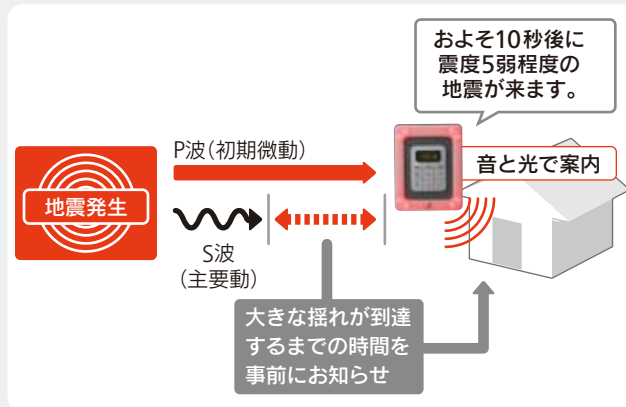 およそ10秒後に
震度5弱程度の
地震が来ます。
P波(初期微動)
地震発生
音と光で案内
S波
(主要動)
大きな揺れが到達
するまでの時間を
事前にお知らせ